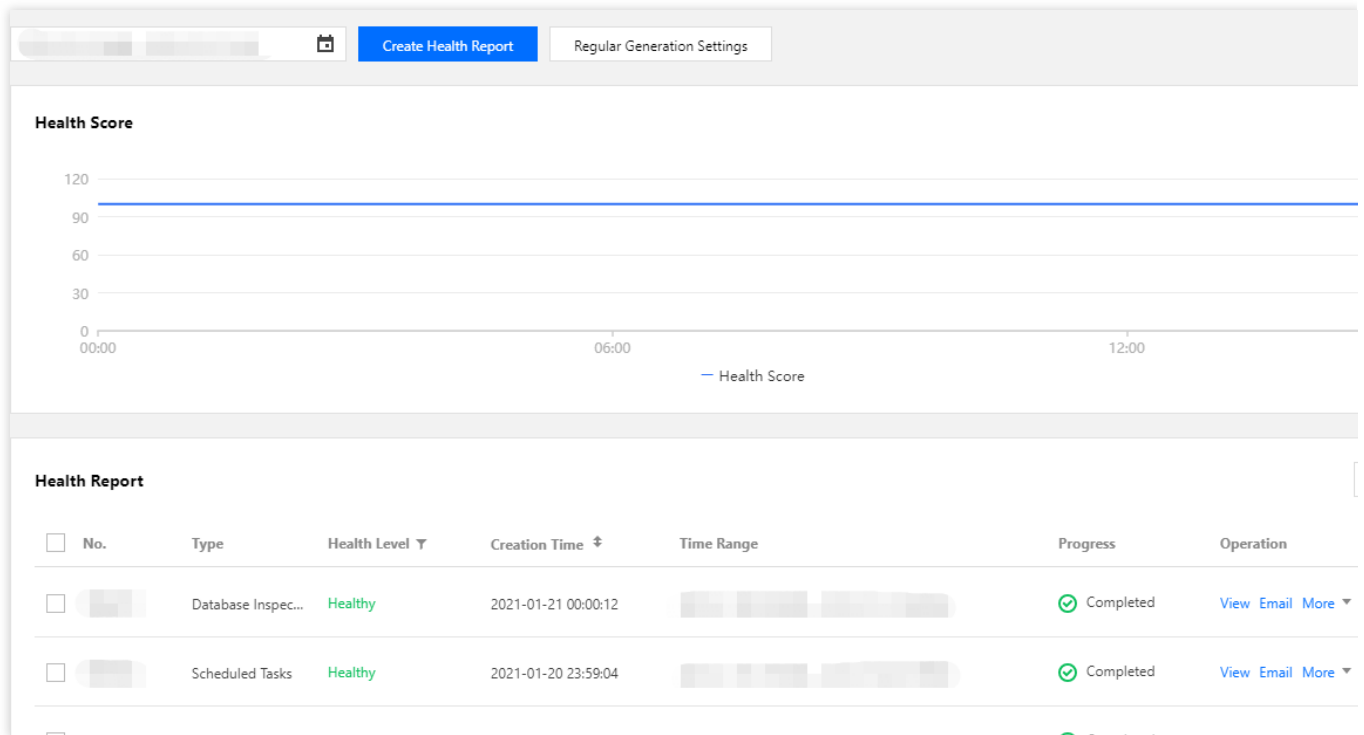 Create Health Report Regular Generation Settings
Health Score
120
90
60
30
0
00:00 06:00 12:00
Health Score
Health Report
No. Type Health Level Creation Time Time Range Progress Operation
Database Inspec... Healthy 2021-01-21 00:00:12 Completed View Email More
Scheduled Tasks Healthy 2021-01-20 23:59:04 Completed View Email More